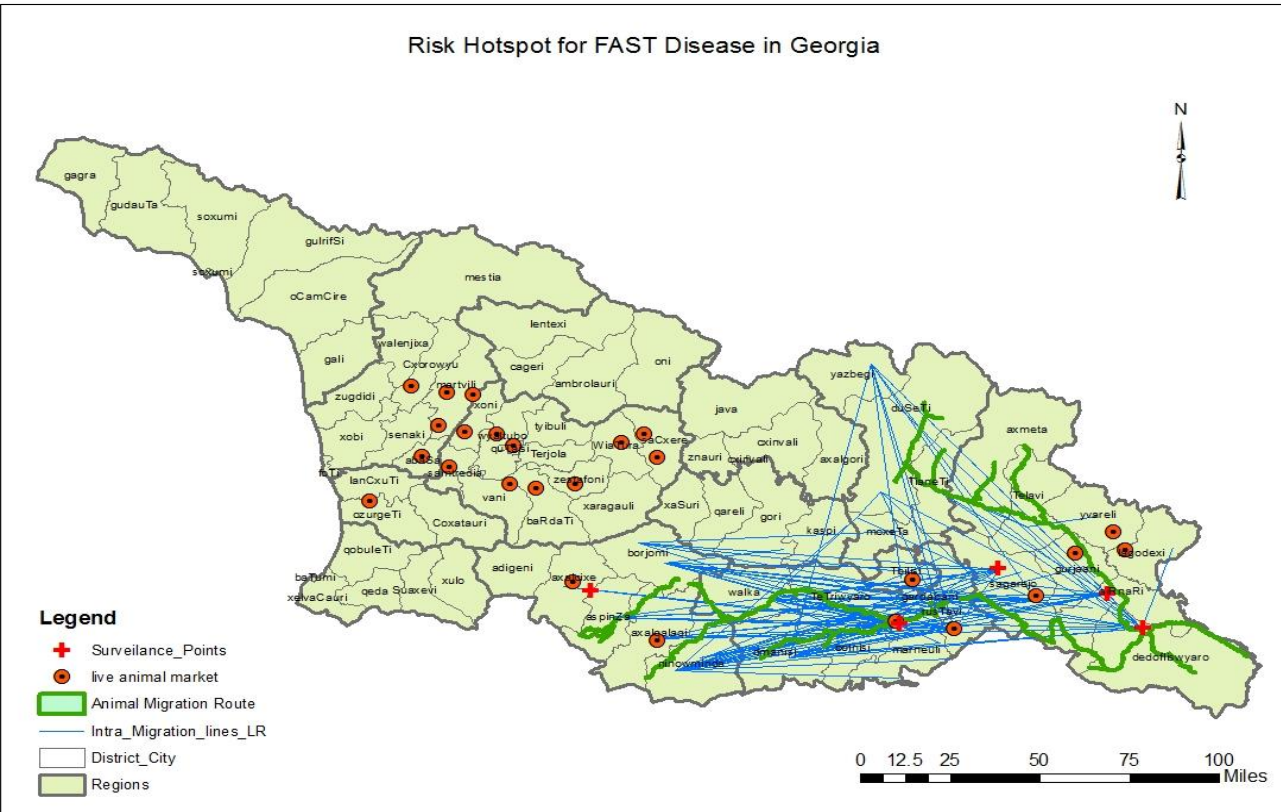 Risk Hotspot for FAST Disease in Georgia
N
gagra
gudauTa
soxumi
gulrifSi
soxumi
oCamCire
mestia
lentexi
gali
walenjixa
oni
Cxorowyu
cageri
yazbegi
ambrolauri
martvili
zugdidi
xoni
java
duSeTi
tyibuli
axmeta
xobi
senaki
cxinvali
Terjola
znauri
cxinvali
axalgori
abaSa
samtredia
foTi
lanCxuTi
zestafoni
TianeTi
Telavi
vani
ozurgeTi
xaragauli
xaSuri
qareli
gori
yvareli
Coxatauri
baRdaTi
kaspi
mcxeTa
qobuleTi
borjomi
lagodexi
adigeni
gurjaani
baTumi
xulo
axalcixe
sagarejo
xelvaCauri
qeda
Suaxevi
walka
TeTriwyaro
gardabani
aspinZa
rusTavi
axalqalaqi
marneuli
dedofliswyaro
ninowminda
Legend
Surveilance_Points
live animal market
Animal Migration Route
Intra_Migration_lines_LR
District_City
Regions
0 12.5 25 50 75 100
Miles